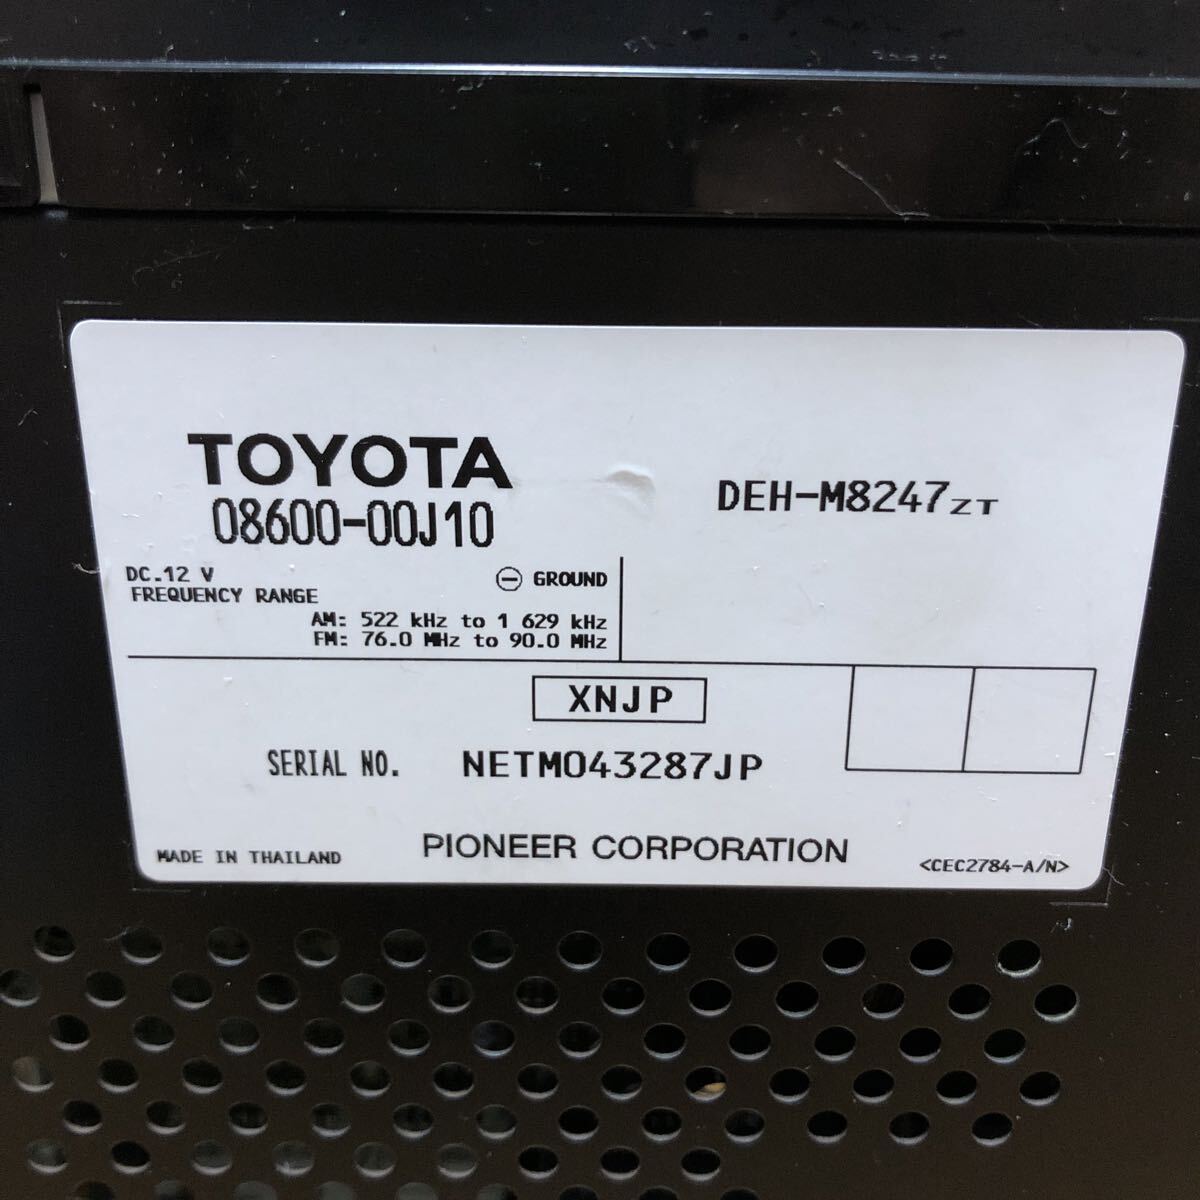 TOYOTA
08600-00J10
DEH-M8247ZT
DC.12 V
⊖ GROUND
FREQUENCY RANGE
AM: 522 kHz to 1 629 kHz
FM: 76.0 MHz to 90.0 MHz
XNJP
SERIAL NO. NETM043287JP
MADE IN THAILAND
PIONEER CORPORATION
<CEC2784-A/N>